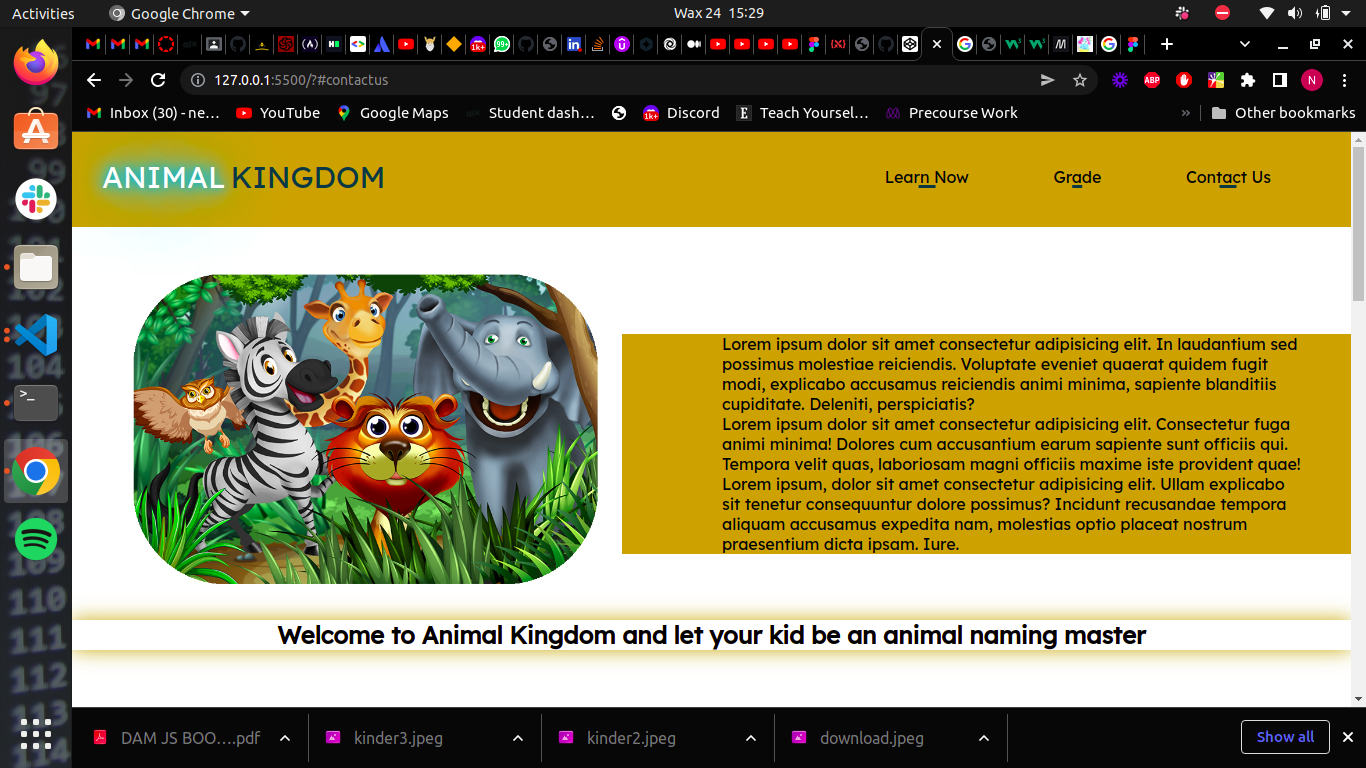 Activities
Google Chrome
Wax 24 15:29
127.0.0.1:5500/?#contactus
ABP
N
Inbox (30) - ne…
YouTube
Google Maps
Student dash…
1k+
Discord
E
Teach Yoursel…
Precourse Work
»
Other bookmarks
ANIMAL KINGDOM
Learn Now
Grade
Contact Us
Lorem ipsum dolor sit amet consectetur adipisicing elit. In laudantium sed
possimus molestiae reiciendis. Voluptate eveniet quaerat quidem fugit
modi, explicabo accusamus reiciendis animi minima, sapiente blanditiis
cupiditate. Deleniti, perspiciatis?
Lorem ipsum dolor sit amet consectetur adipisicing elit. Consectetur fuga
animi minima! Dolores cum accusantium earum sapiente sunt officiis qui.
Tempora velit quas, laboriosam magni officiis maxime iste provident quae!
Lorem ipsum, dolor sit amet consectetur adipisicing elit. Ullam explicabo
sit tenetur consequuntur dolore possimus? Incidunt recusandae tempora
aliquam accusamus expedita nam, molestias optio placeat nostrum
praesentium dicta ipsam. Iure.
Welcome to Animal Kingdom and let your kid be an animal naming master
DAM JS BOO….pdf
kinder3.jpeg
kinder2.jpeg
download.jpeg
Show all